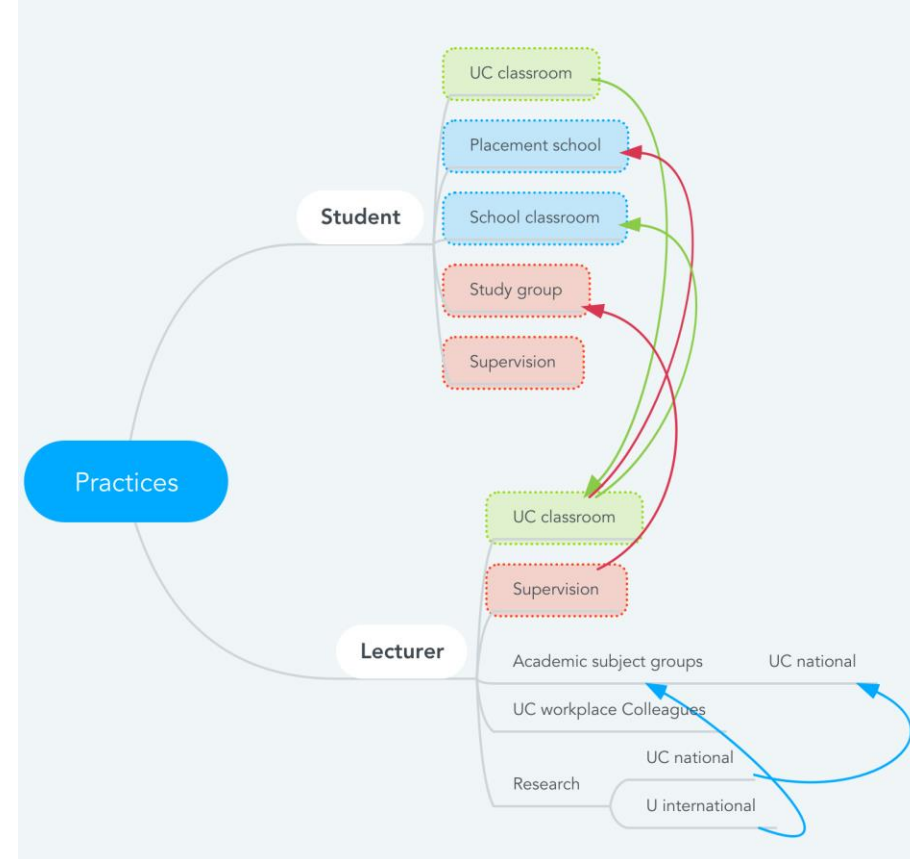 UC classroom
Placement school
Student
School classroom
Study group
Supervision
Practices
UC classroom
Supervision
Lecturer
Academic subject groups
UC national
UC workplace Colleagues
UC national
Research
U international